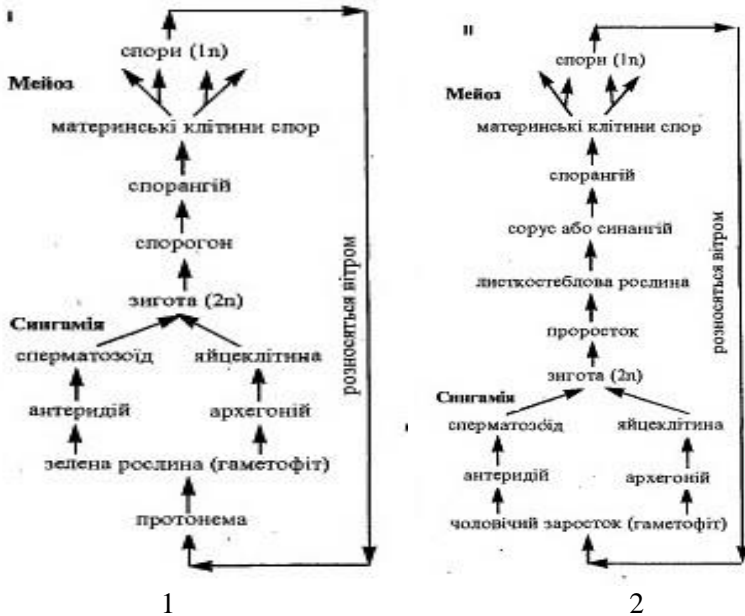 I
спори (1n)
Мейоз
материнські клітини спор
спорангій
спорогон
зигота (2n)
Сингамія
сперматозоїд яйцеклітина
антеридій архегоній
зелена рослина (гаметофіт)
протонема
розносяться вітром
1
II
спори (1n)
Мейоз
материнські клітини спор
спорангій
сорус або синангій
листкостеблова рослина
проросток
зигота (2n)
Сингамія
сперматозоїд яйцеклітина
антеридій архегоній
чоловічий заросток (гаметофіт)
розносяться вітром
2